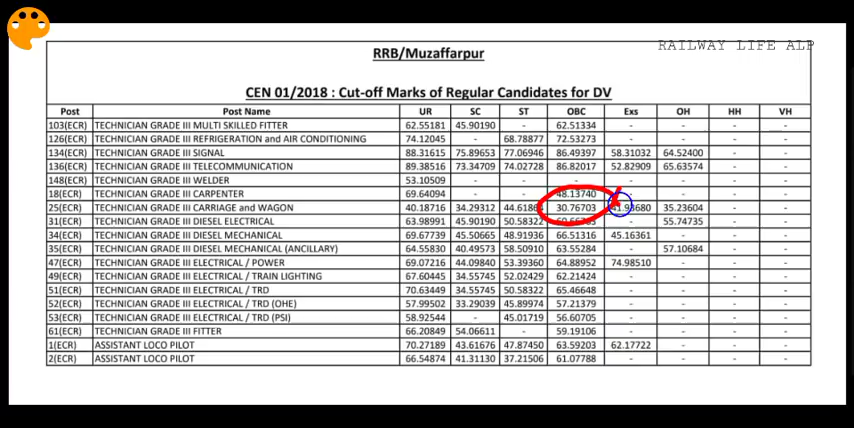 RAILWAY LIFE ALP
RRB/Muzaffarpur
CEN 01/2018 : Cut-off Marks of Regular Candidates for DV
Post Post Name UR SC ST OBC Exs OH HH VH
103(ECR) TECHNICIAN GRADE III MULTI SKILLED FITTER 62.55181 45.90190 - 62.51334 - - - -
126(ECR) TECHNICIAN GRADE III REFRIGERATION and AIR CONDITIONING 74.12045 - 68.78877 72.53273 - - - -
134(ECR) TECHNICIAN GRADE III SIGNAL 88.31615 75.89653 77.06946 86.49397 58.31032 64.52400 - -
136(ECR) TECHNICIAN GRADE III TELECOMMUNICATION 89.38516 73.34709 74.02728 86.82017 52.82909 65.63574 - -
148(ECR) TECHNICIAN GRADE III WELDER 53.10509 - - - - - - -
18(ECR) TECHNICIAN GRADE III CARPENTER 69.64094 - - 48.13740 - - - -
25(ECR) TECHNICIAN GRADE III CARRIAGE and WAGON 40.18716 34.29312 30.76703 35.23604 - -
31(ECR) TECHNICIAN GRADE III DIESEL ELECTRICAL 63.98991 45.90190 50.58322 - 55.74735 - -
34(ECR) TECHNICIAN GRADE III DIESEL MECHANICAL 69.67739 45.50665 48.91936 66.51316 45.16361 - - -
35(ECR) TECHNICIAN GRADE III DIESEL MECHANICAL (ANCILLARY) 64.55830 40.49573 58.50910 63.55284 - 57.10684 - -
47(ECR) TECHNICIAN GRADE III ELECTRICAL / POWER 69.07216 44.09840 53.39360 64.88952 74.98510 - - -
49(ECR) TECHNICIAN GRADE III ELECTRICAL / TRAIN LIGHTING 67.60445 34.55745 52.02429 62.21424 - - - -
51(ECR) TECHNICIAN GRADE III ELECTRICAL / TRD 70.63449 34.55745 50.58322 65.46648 - - - -
52(ECR) TECHNICIAN GRADE III ELECTRICAL / TRD (OHE) 57.99502 33.29039 45.89974 57.21379 - - - -
53(ECR) TECHNICIAN GRADE III ELECTRICAL / TRD (PSI) 58.92544 - 45.01719 56.60705 - - - -
61(ECR) TECHNICIAN GRADE III FITTER 66.20849 54.06611 - 59.19106 - - - -
1(ECR) ASSISTANT LOCO PILOT 70.27189 43.61676 47.87450 63.59203 62.17722 - - -
2(ECR) ASSISTANT LOCO PILOT 66.54874 41.31130 37.21506 61.07788 - - - -